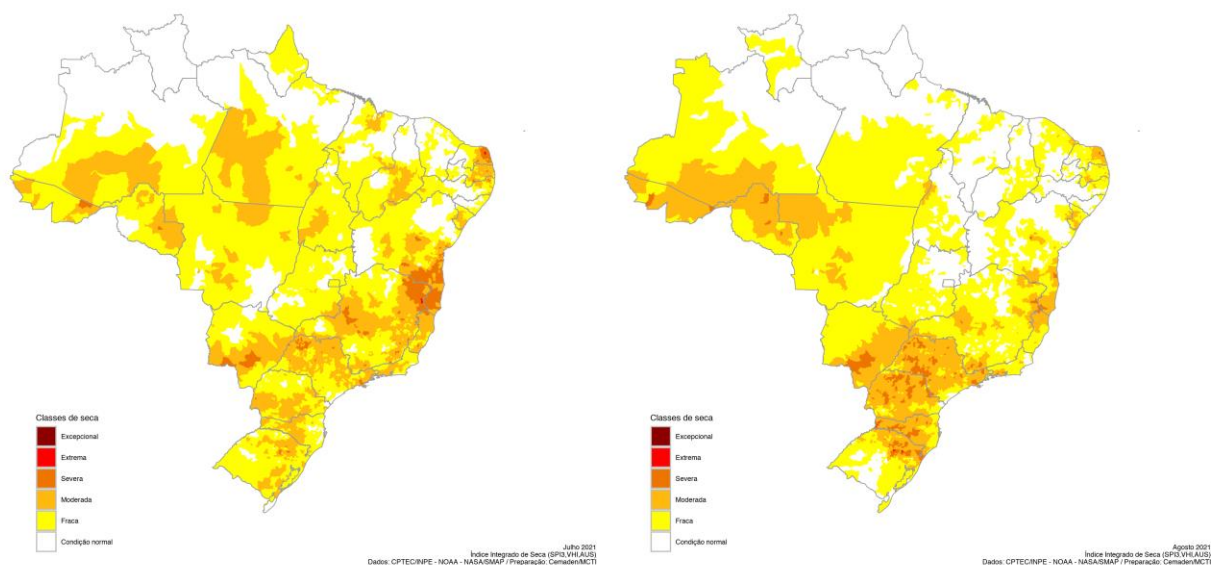 Classes de seca
Excepcional
Extrema
Severa
Moderada
Fraca
Condição normal
Julho 2021
Índice Integrado de Seca (SPI3,VHI,AUS)
Dados: CPTEC/INPE - NOAA - NASA/SMAP / Preparação: Cemaden/MCTI
Classes de seca
Excepcional
Extrema
Severa
Moderada
Fraca
Condição normal
Agosto 2021
Índice Integrado de Seca (SPI3,VHI,AUS)
Dados: CPTEC/INPE - NOAA - NASA/SMAP / Preparação: Cemaden/MCTI